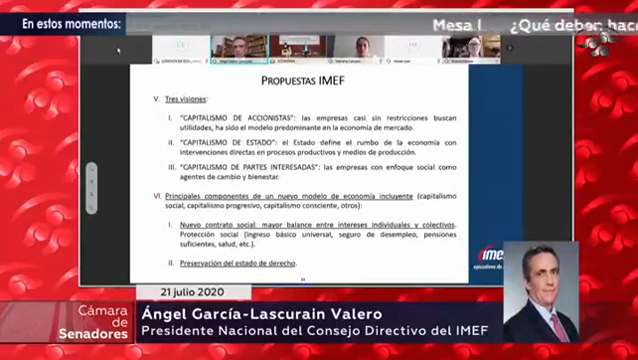 En estos momentos:
Mesa I ¿Qué deben hac
PROPUESTAS IMEF
V. Tres visiones:
I. "CAPITALISMO DE ACCIONISTAS": las empresas casi sin restricciones buscan
utilidades, ha sido el modelo predominante en la economía de mercado.
II. "CAPITALISMO DE ESTADO": el Estado define el rumbo de la economía con
intervenciones directas en procesos productivos y medios de producción.
III. "CAPITALISMO DE PARTES INTERESADAS": las empresas con enfoque social como
agentes de cambio y bienestar.
VI. Principales componentes de un nuevo modelo de economía incluyente (capitalismo
social, capitalismo progresivo, capitalismo consciente, otros):
I. Nuevo contrato social: mayor balance entre intereses individuales y colectivos.
Protección social (ingreso básico universal, seguro de desempleo, pensiones
suficientes, salud, etc.).
II. Preservación del estado de derecho.
ime
ejecutivos de
21 julio 2020
Cámara
de
Senadores
Ángel García-Lascurain Valero
Presidente Nacional del Consejo Directivo del IMEF